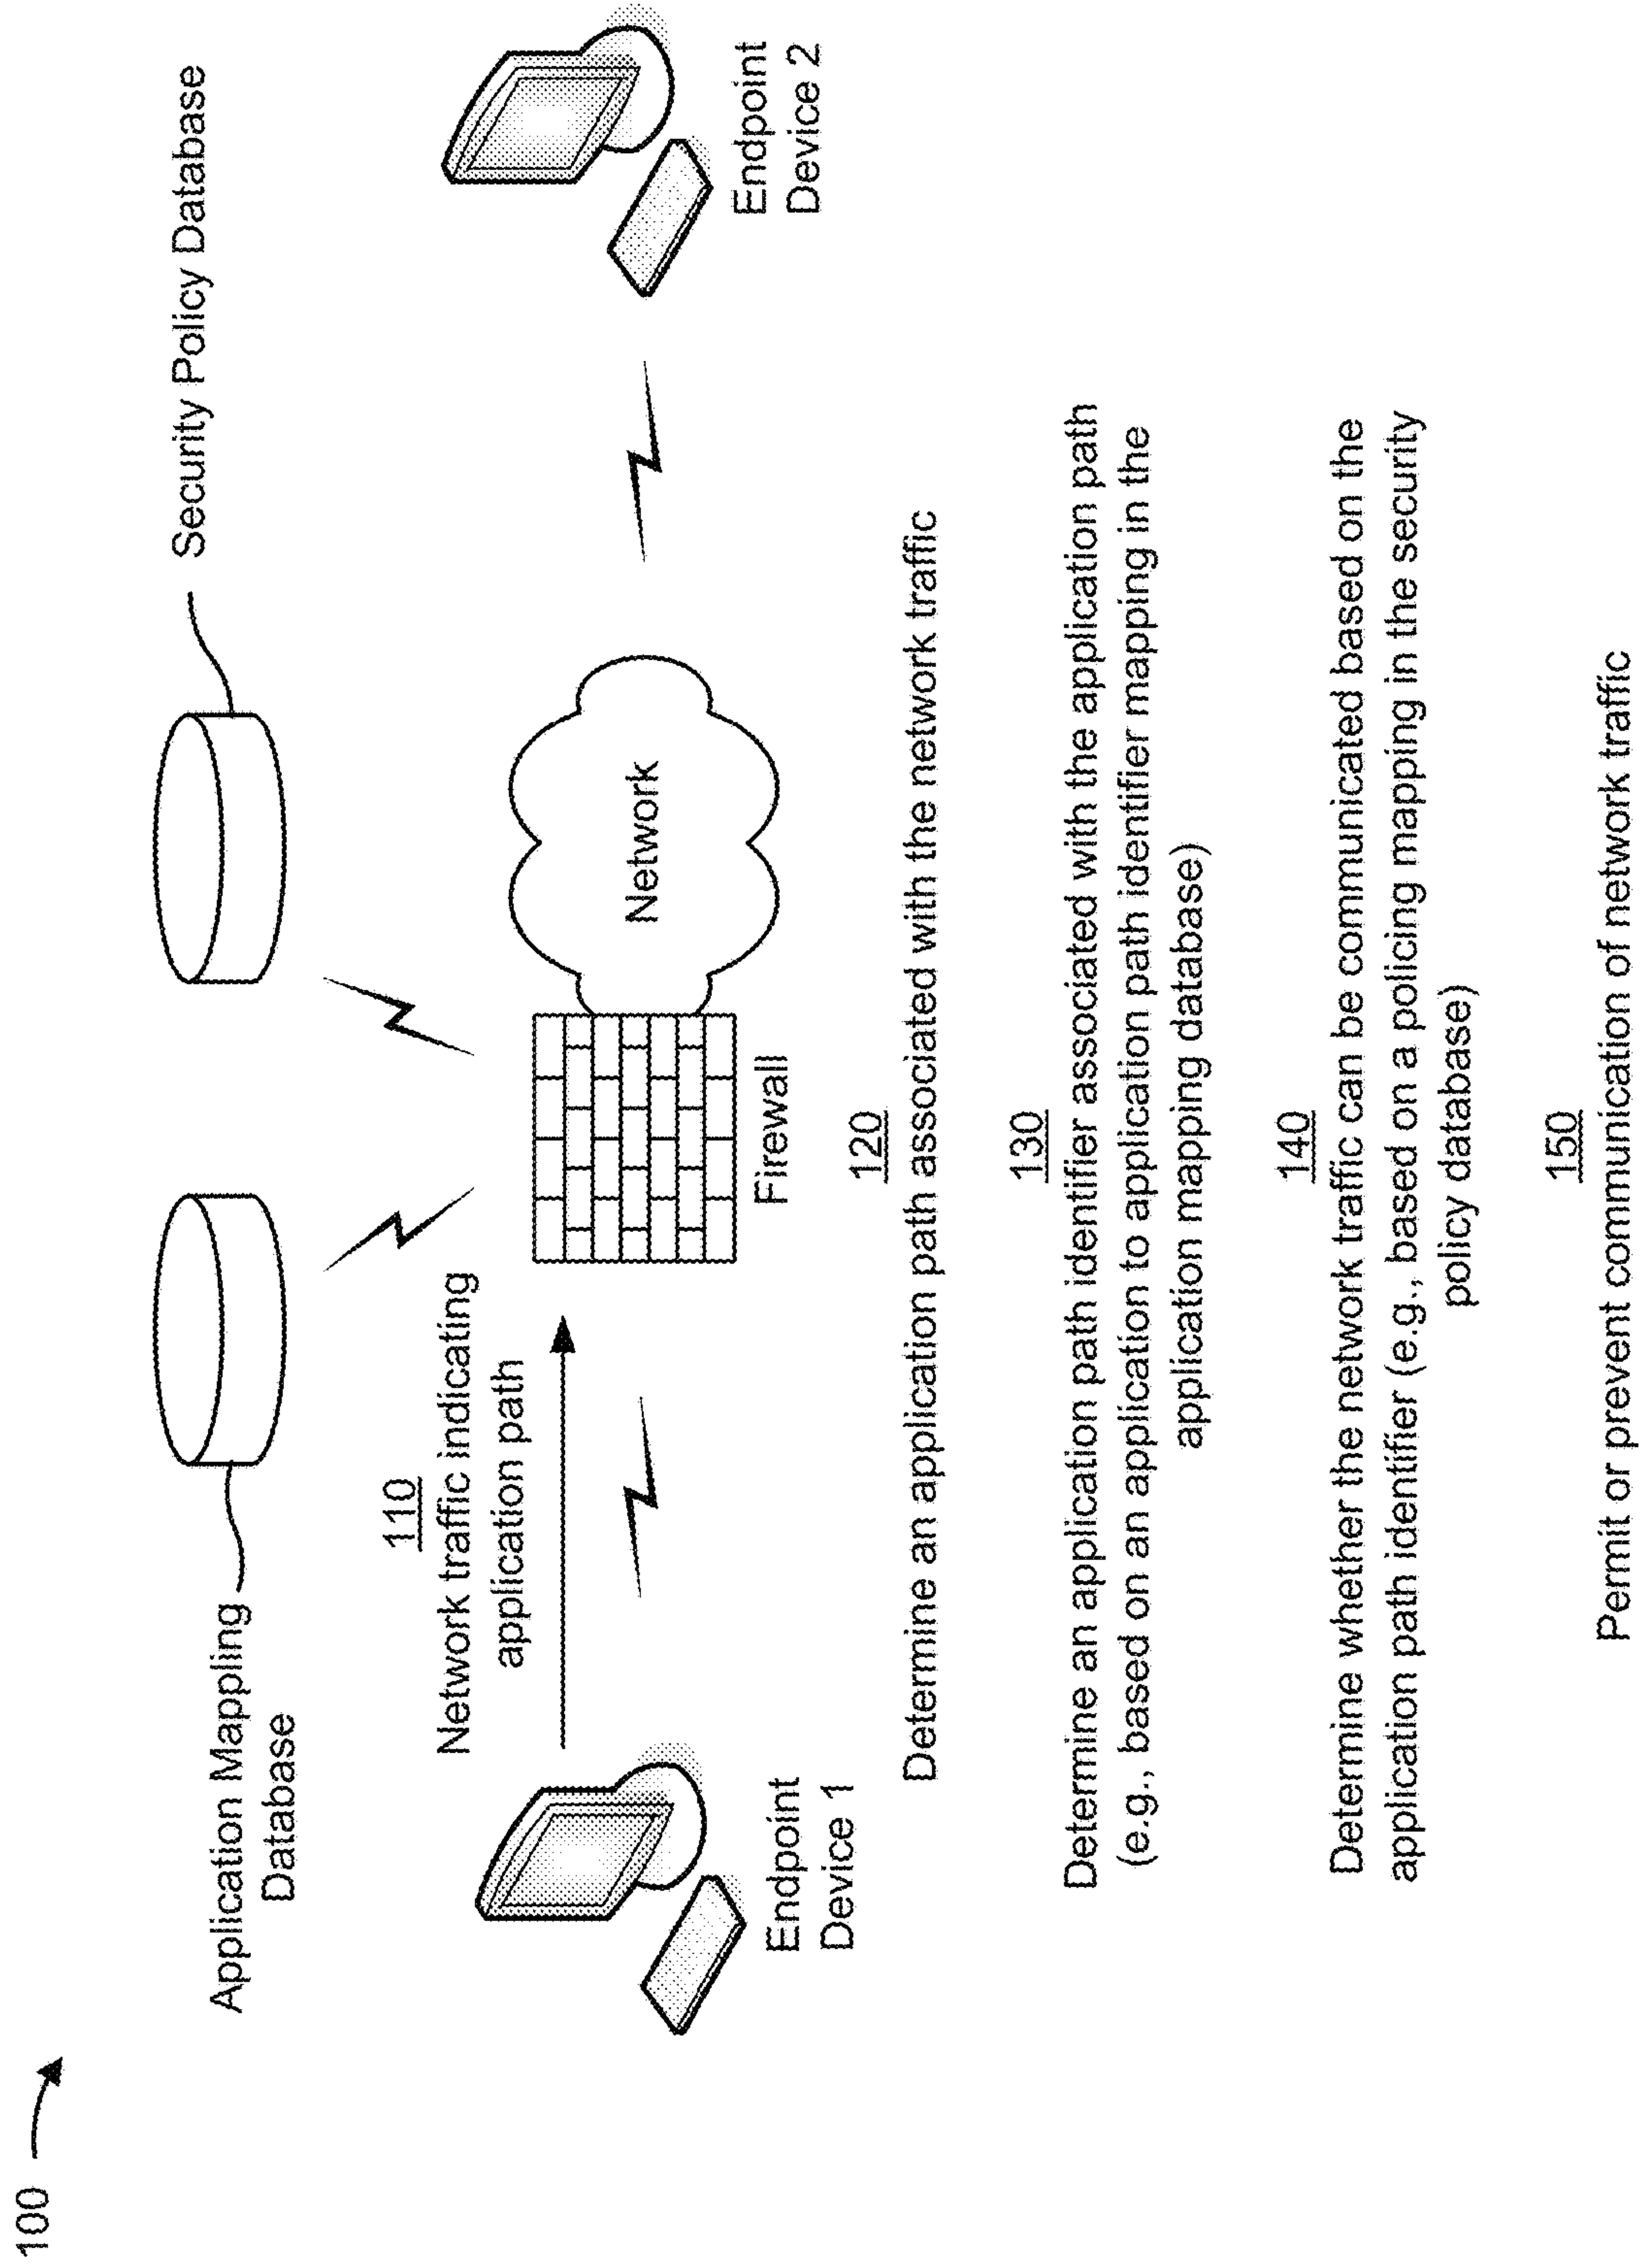 100
Application Mapping
Database
Security Policy Database
110
Network traffic indicating
application path
Endpoint
Device 1
Firewall
Network
Endpoint
Device 2
120
Determine an application path associated with the network traffic
130
Determine an application path identifier associated with the application path
(e.g., based on an application to application path identifier mapping in the
application mapping database)
140
Determine whether the network traffic can be communicated based on the
application path identifier (e.g., based on a policing mapping in the security
policy database)
150
Permit or prevent communication of network traffic